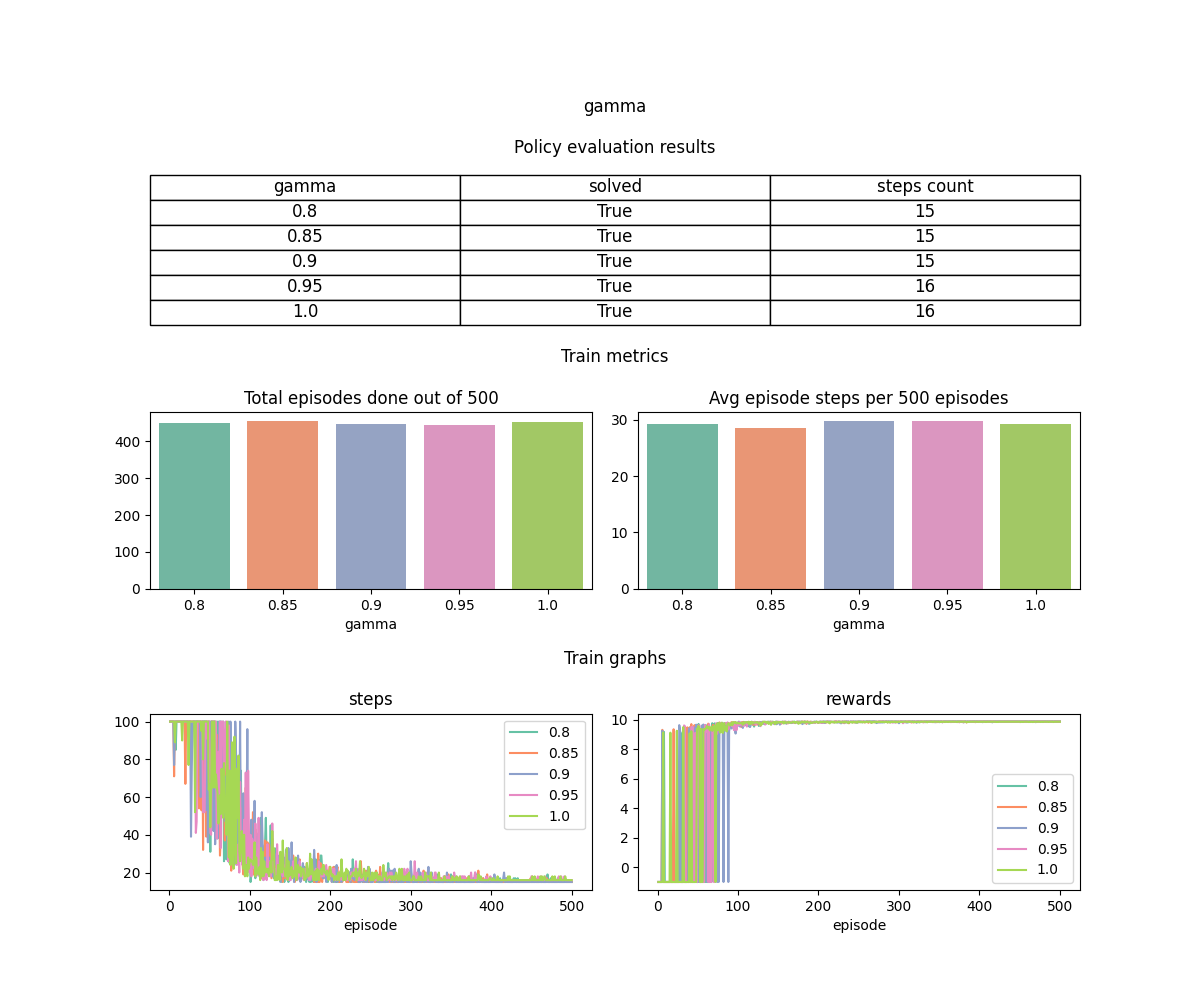 gamma
Policy evaluation results
gamma solved steps count
0.8 True 15
0.85 True 15
0.9 True 15
0.95 True 16
1.0 True 16
Train metrics
Total episodes done out of 500
400
300
200
100
0
0.8 0.85 0.9 0.95 1.0
gamma
Avg episode steps per 500 episodes
30
20
10
0
0.8 0.85 0.9 0.95 1.0
gamma
Train graphs
steps
100
80
60
40
20
0.8
0.85
0.9
0.95
1.0
0 100 200 300 400 500
episode
rewards
10
8
6
4
2
0
0.8
0.85
0.9
0.95
1.0
0 100 200 300 400 500
episode